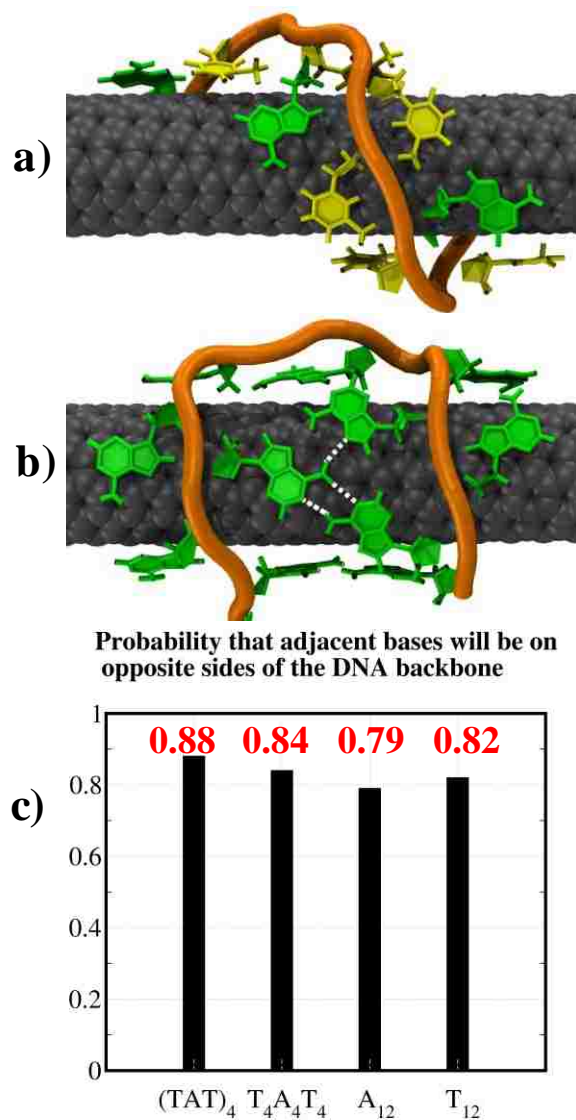 a)
b)
Probability that adjacent bases will be on
opposite sides of the DNA backbone
c)
1
0.88 0.84 0.79 0.82
0.8
0.6
0.4
0.2
0
(TAT)₄ T₄A₄T₄ A₁₂ T₁₂